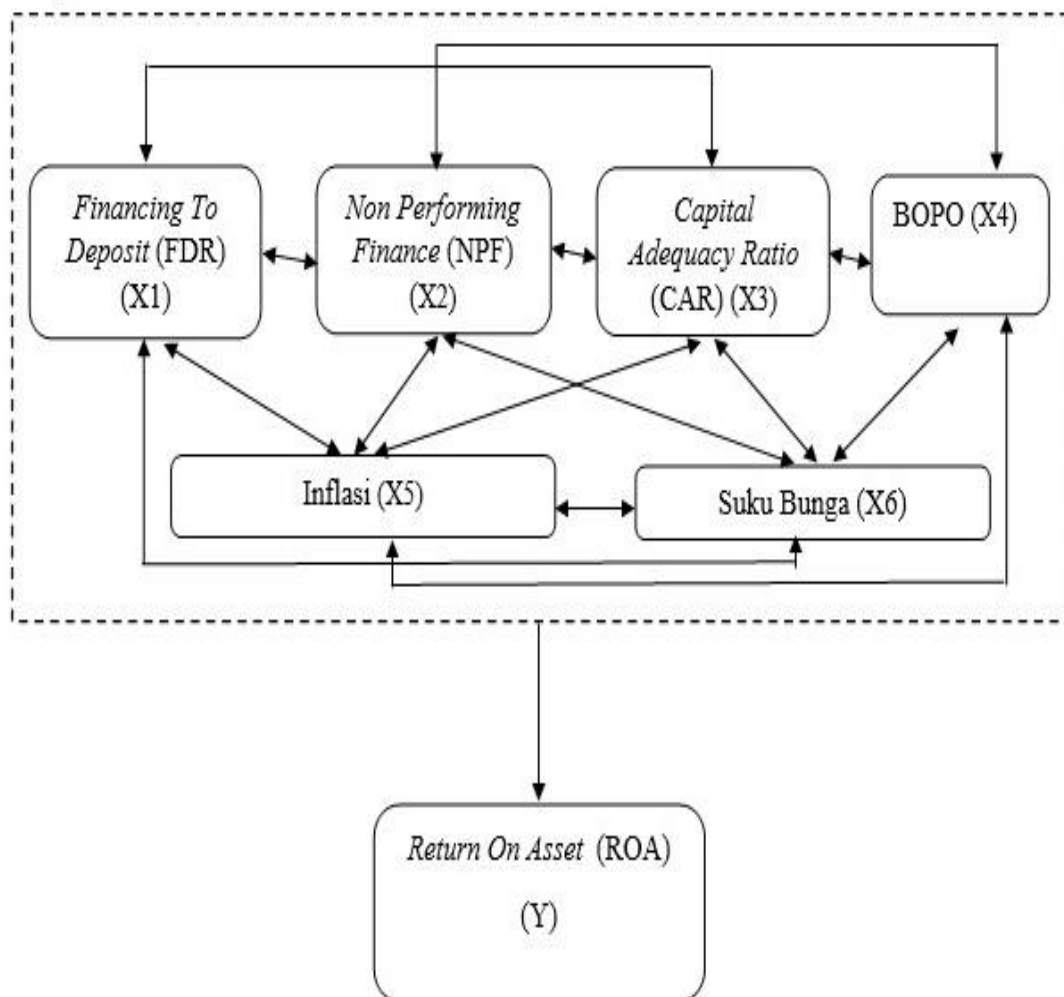 Financing To
Deposit (FDR)
(X1)
Non Performing
Finance (NPF)
(X2)
Capital
Adequacy Ratio
(CAR) (X3)
BOPO (X4)
Inflasi (X5)
Suku Bunga (X6)
Return On Asset (ROA)
(Y)